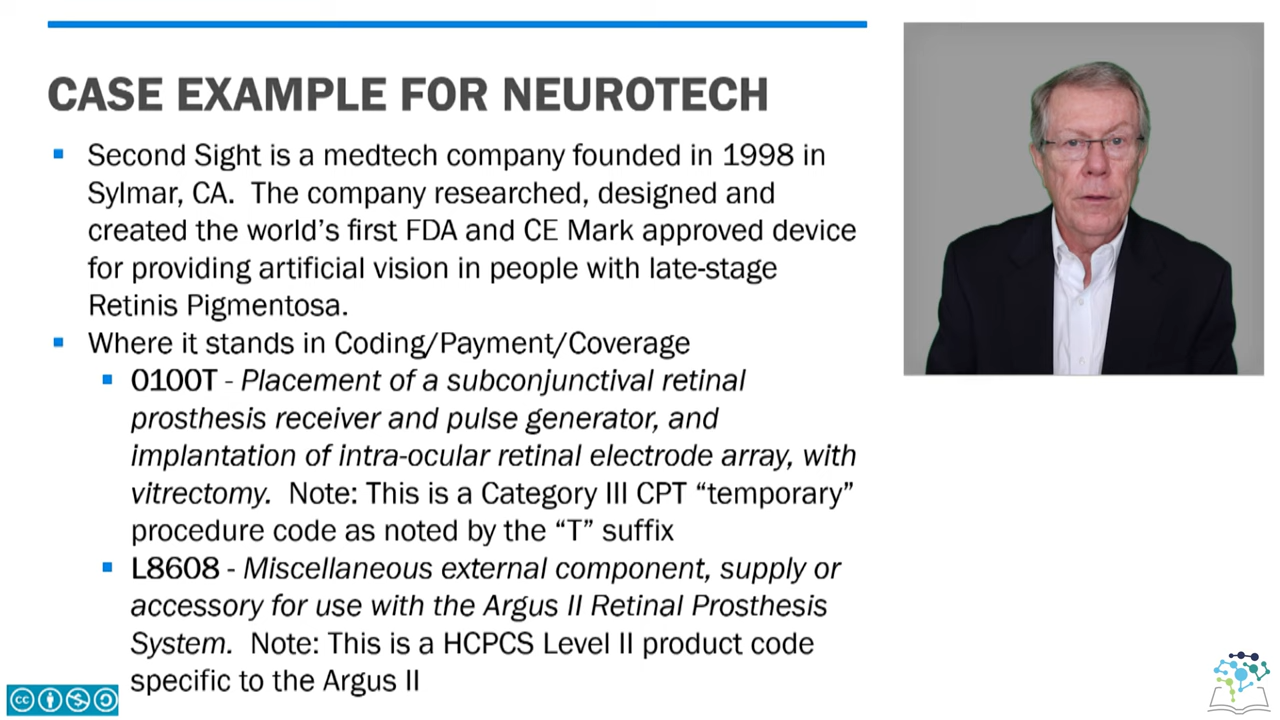 CASE EXAMPLE FOR NEUROTECH
▪ Second Sight is a medtech company founded in 1998 in
Sylmar, CA. The company researched, designed and
created the world's first FDA and CE Mark approved device
for providing artificial vision in people with late-stage
Retinis Pigmentosa.
▪ Where it stands in Coding/Payment/Coverage
▪ 0100T - Placement of a subconjunctival retinal
prosthesis receiver and pulse generator, and
implantation of intra-ocular retinal electrode array, with
vitrectomy. Note: This is a Category III CPT “temporary”
procedure code as noted by the “T” suffix
▪ L8608 - Miscellaneous external component, supply or
accessory for use with the Argus II Retinal Prosthesis
System. Note: This is a HCPCS Level II product code
specific to the Argus II
cc